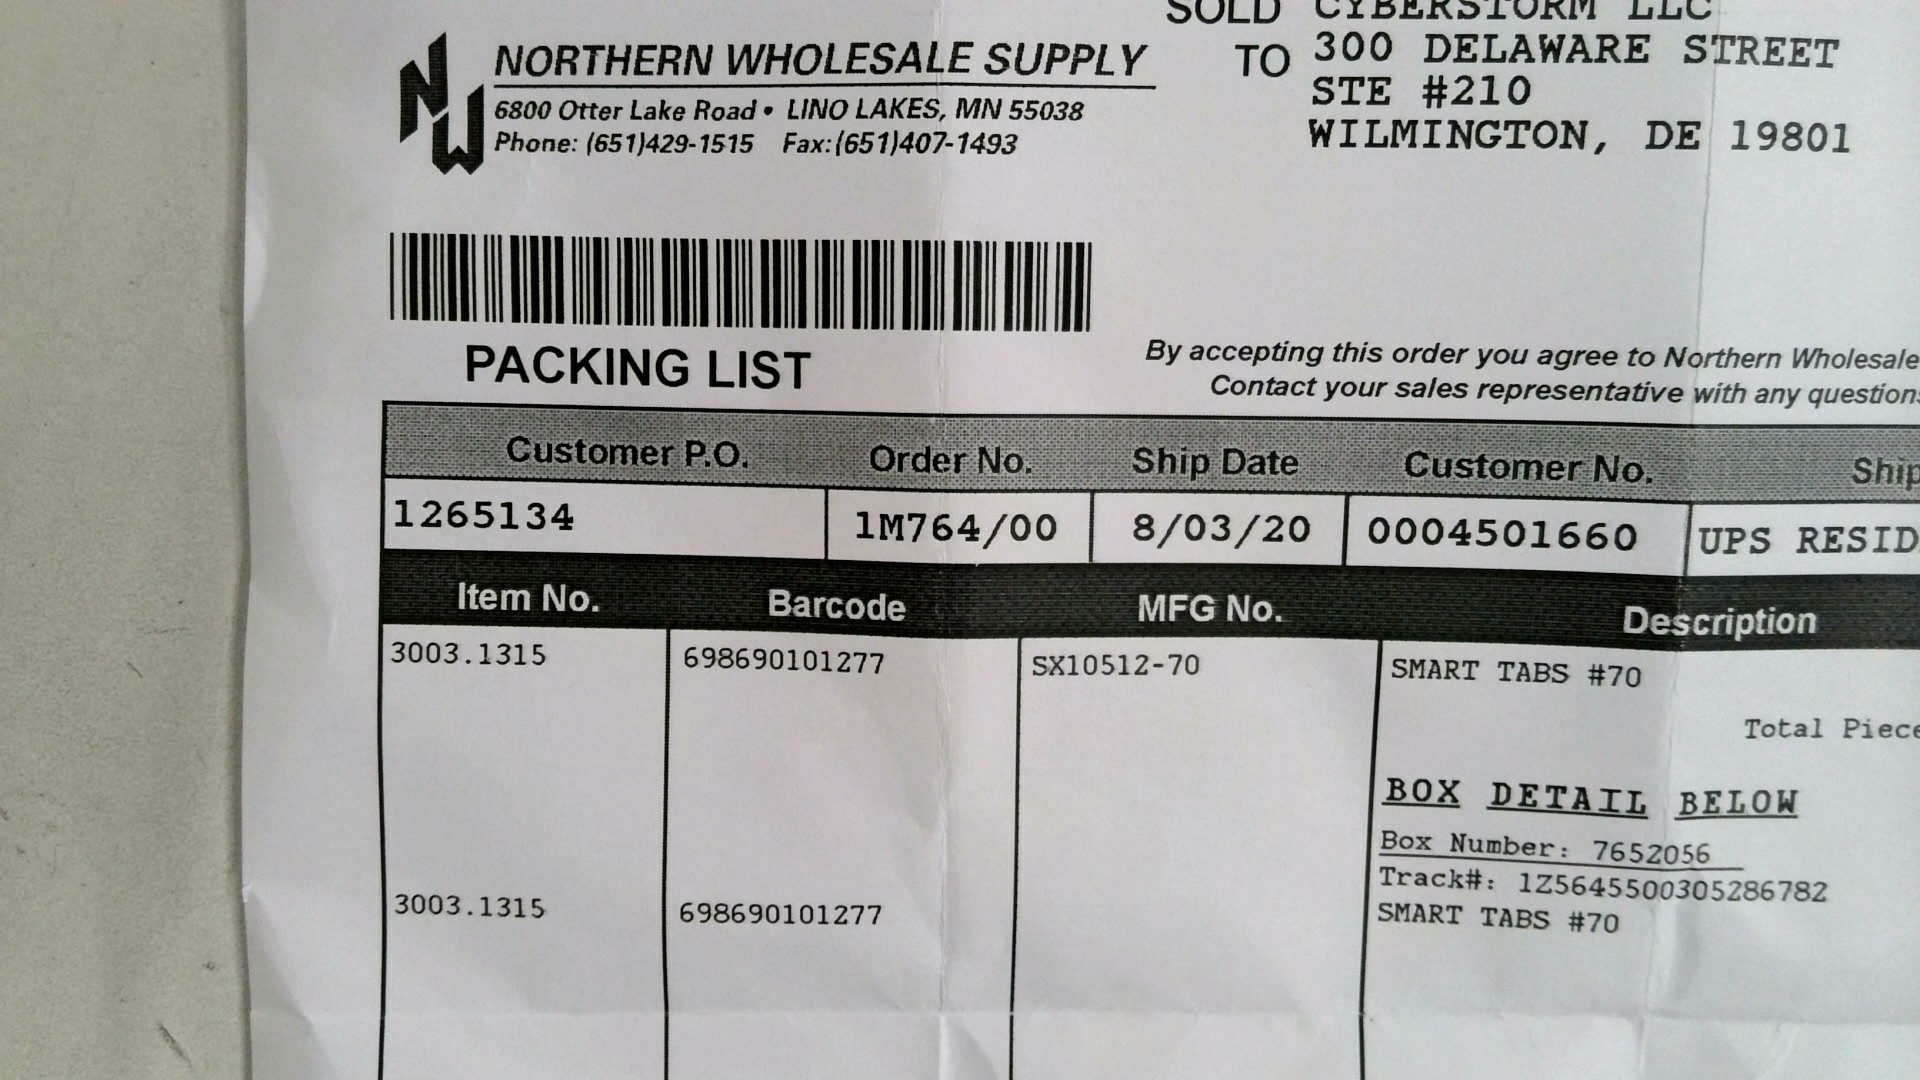 NW
NORTHERN WHOLESALE SUPPLY
6800 Otter Lake Road • LINO LAKES, MN 55038
Phone: (651)429-1515 Fax:(651)407-1493
SOLD TO
CYBERSTORM LLC
300 DELAWARE STREET
STE #210
WILMINGTON, DE 19801
PACKING LIST
By accepting this order you agree to Northern Wholesale
Contact your sales representative with any questions
Customer P.O. Order No. Ship Date Customer No. Ship
1265134 1M764/00 8/03/20 0004501660 UPS RESID
Item No. Barcode MFG No. Description
3003.1315 698690101277 SX10512-70 SMART TABS #70
Total Piece
BOX DETAIL BELOW
Box Number: 7652056
Track#: 1Z5645500305286782
3003.1315 698690101277 SMART TABS #70